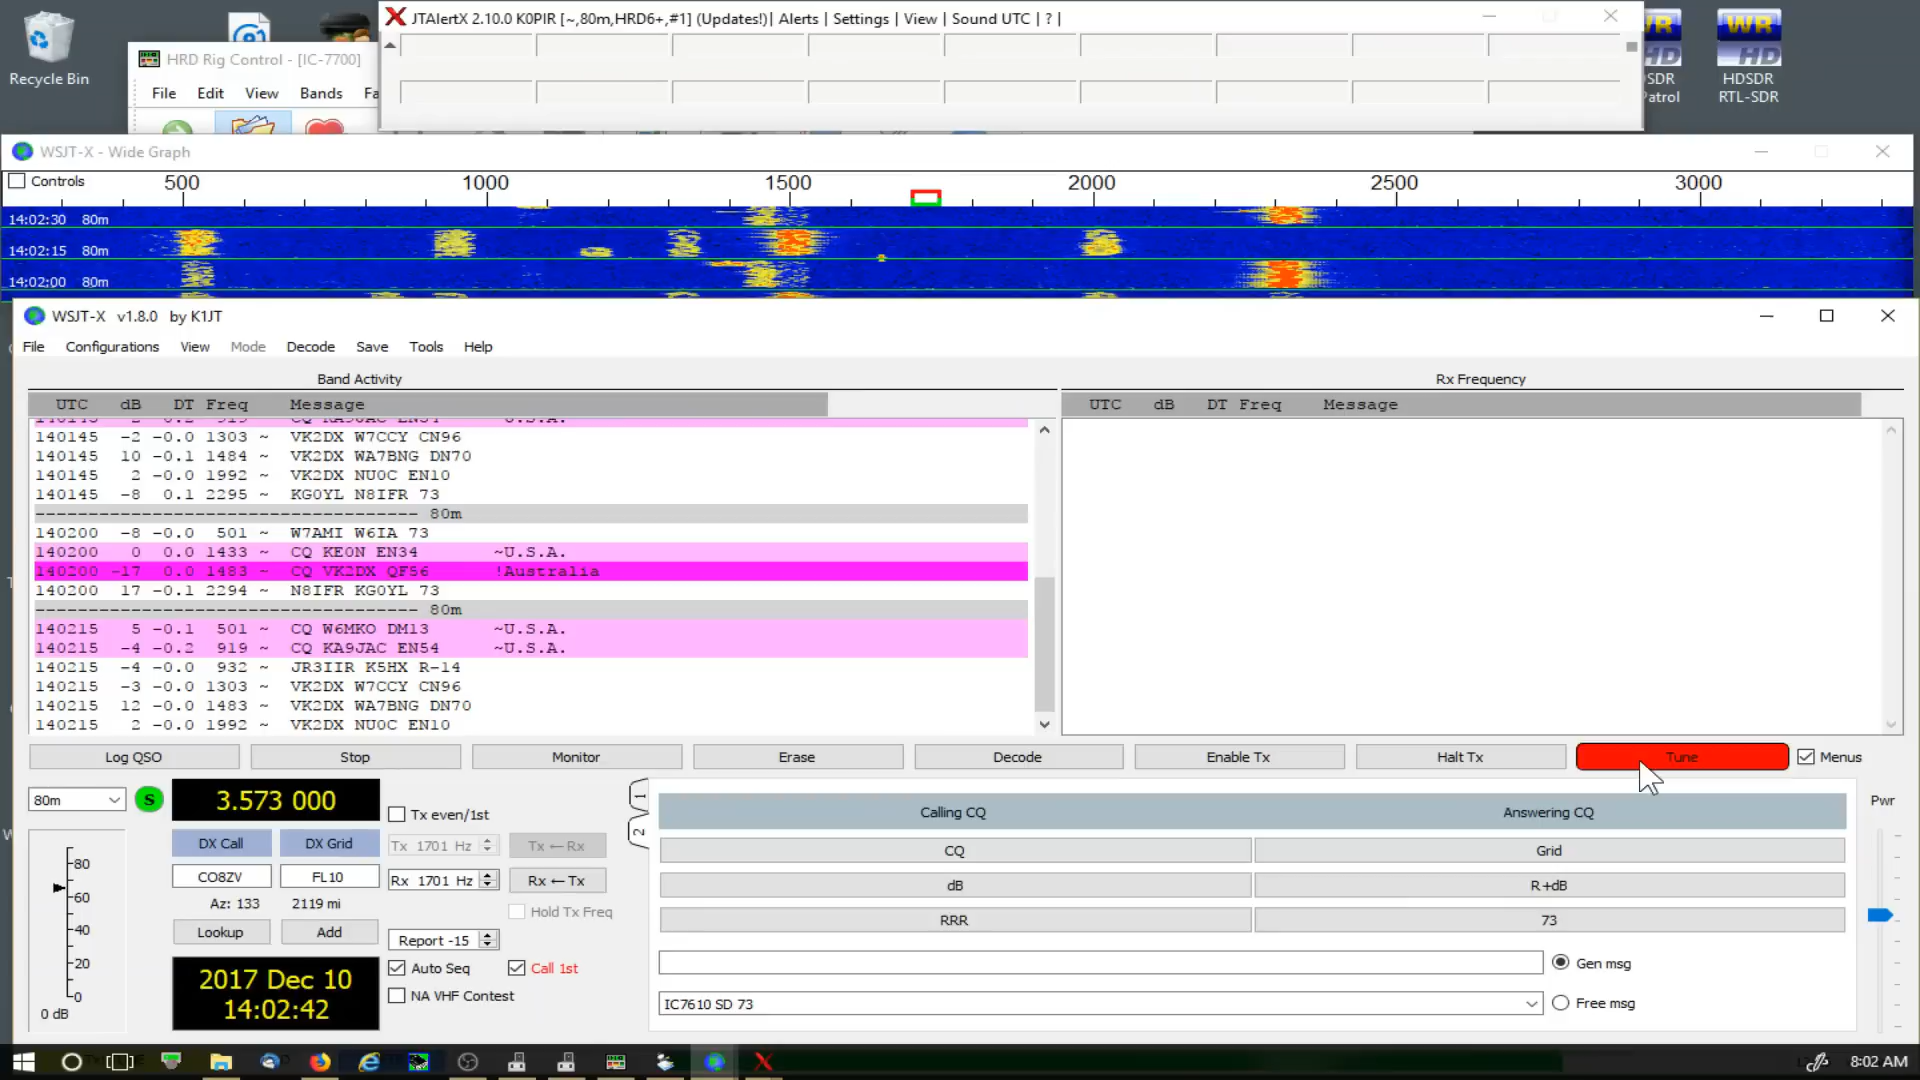 Recycle Bin
HRD Rig Control - [IC-7700]
File Edit View Bands Fa
JTAlertX 2.10.0 K0PIR [~,80m,HRD6+,#1] (Updates!)| Alerts | Settings | View | Sound UTC | ? |
HDSDR
RTL-SDR
WSJT-X - Wide Graph
Controls 500 1000 1500 2000 2500 3000
14:02:30 80m
14:02:15 80m
14:02:00 80m
WSJT-X v1.8.0 by K1JT
File Configurations View Mode Decode Save Tools Help
Band Activity
UTC dB DT Freq Message
140145 -2 -0.0 1303 ~ VK2DX W7CCY CN96
140145 10 -0.1 1484 ~ VK2DX WA7BNG DN70
140145 2 -0.0 1992 ~ VK2DX NU0C EN10
140145 -8 0.1 2295 ~ KG0YL N8IFR 73
------------------------------------ 80m
140200 -8 -0.0 501 ~ W7AMI W6IA 73
140200 0 0.0 1433 ~ CQ KE0N EN34 ~U.S.A.
140200 -17 0.0 1483 ~ CQ VK2DX QF56 !Australia
140200 17 -0.1 2294 ~ N8IFR KG0YL 73
------------------------------------ 80m
140215 5 -0.1 501 ~ CQ W6MKO DM13 ~U.S.A.
140215 -4 -0.2 919 ~ CQ KA9JAC EN54 ~U.S.A.
140215 -4 -0.0 932 ~ JR3IIR K5HX R-14
140215 -3 -0.0 1303 ~ VK2DX W7CCY CN96
140215 12 -0.0 1483 ~ VK2DX WA7BNG DN70
140215 2 -0.0 1992 ~ VK2DX NU0C EN10
Rx Frequency
UTC dB DT Freq Message
Log QSO Stop Monitor Erase Decode Enable Tx Halt Tx Tune Menus
80m S 3.573 000
Tx even/1st
DX Call DX Grid
Tx 1701 Hz Tx ← Rx
CO8ZV FL10
Rx 1701 Hz Rx ← Tx
Az: 133 2119 mi
Hold Tx Freq
Lookup Add
Report -15
Auto Seq Call 1st
NA VHF Contest
2017 Dec 10
14:02:42
80
60
40
20
0
0 dB
1
2
Calling CQ Answering CQ
CQ Grid
dB R+dB
RRR 73
Gen msg
IC7610 SD 73 Free msg
Pwr
8:02 AM